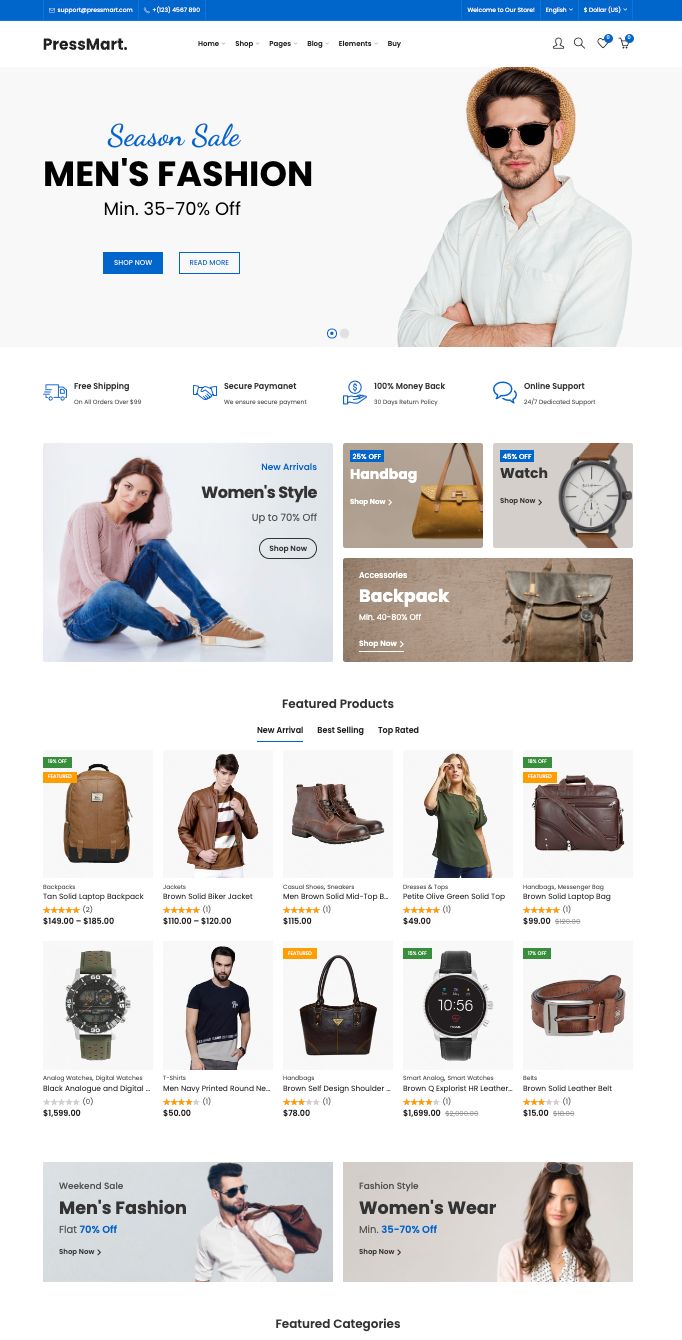 support@pressmart.com +(123) 4567 890 Welcome to Our Store! English $ Dollar (US)
PressMart. Home Shop Pages Blog Elements Buy 0 0
Season Sale
MEN'S FASHION
Min. 35-70% Off
SHOP NOW READ MORE
Free Shipping
On All Orders Over $99
Secure Paymanet
We ensure secure payment
100% Money Back
30 Days Return Policy
Online Support
24/7 Dedicated Support
New Arrivals
Women's Style
Up to 70% Off
Shop Now
25% OFF
Handbag
Shop Now
45% OFF
Watch
Shop Now
Accessories
Backpack
Min. 40-80% Off
Shop Now
Featured Products
New Arrival Best Selling Top Rated
FEATURED
Backpacks
Tan Solid Laptop Backpack
(2)
$149.00 – $185.00
Jackets
Brown Solid Biker Jacket
(1)
$110.00 – $120.00
Casual Shoes, Sneakers
Men Brown Solid Mid-Top B...
(1)
$115.00
Dresses & Tops
Petite Olive Green Solid Top
(1)
$49.00
FEATURED
Handbags, Messenger Bag
Brown Solid Laptop Bag
(1)
$99.00 $120.00
Analog Watches, Digital Watches
Black Analogue and Digital ...
(0)
$1,599.00
T-Shirts
Men Navy Printed Round Ne...
(1)
$50.00
FEATURED
Handbags
Brown Self Design Shoulder ...
(1)
$78.00
10:56
Smart Analog, Smart Watches
Brown Q Explorist HR Leather...
(1)
$1,699.00 $2,000.00
17% OFF
Belts
Brown Solid Leather Belt
(1)
$15.00 $18.00
Weekend Sale
Men's Fashion
Flat 70% Off
Shop Now
Fashion Style
Women's Wear
Min. 35-70% Off
Shop Now
Featured Categories